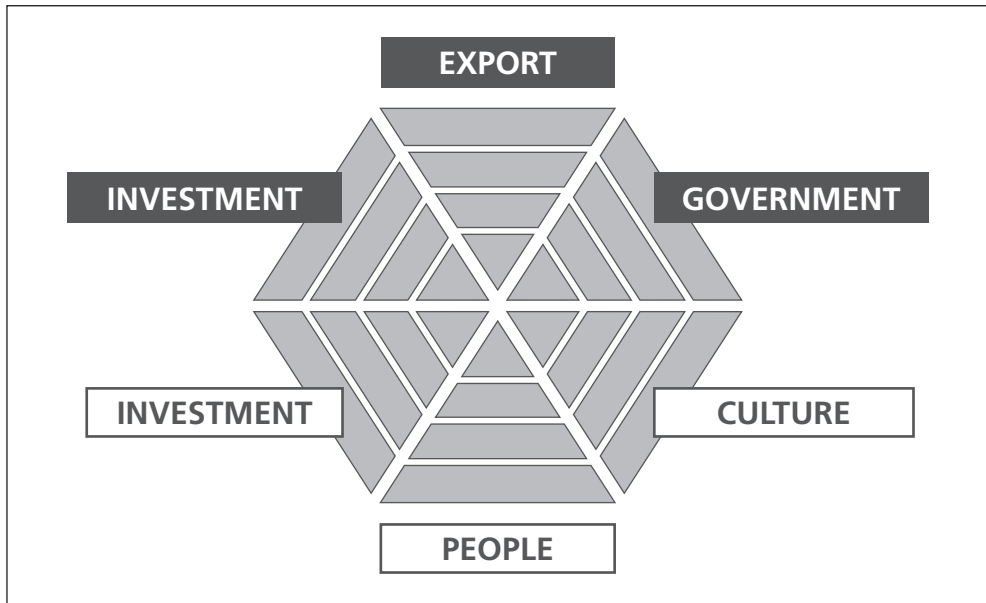 EXPORT
INVESTMENT
GOVERNMENT
INVESTMENT
CULTURE
PEOPLE